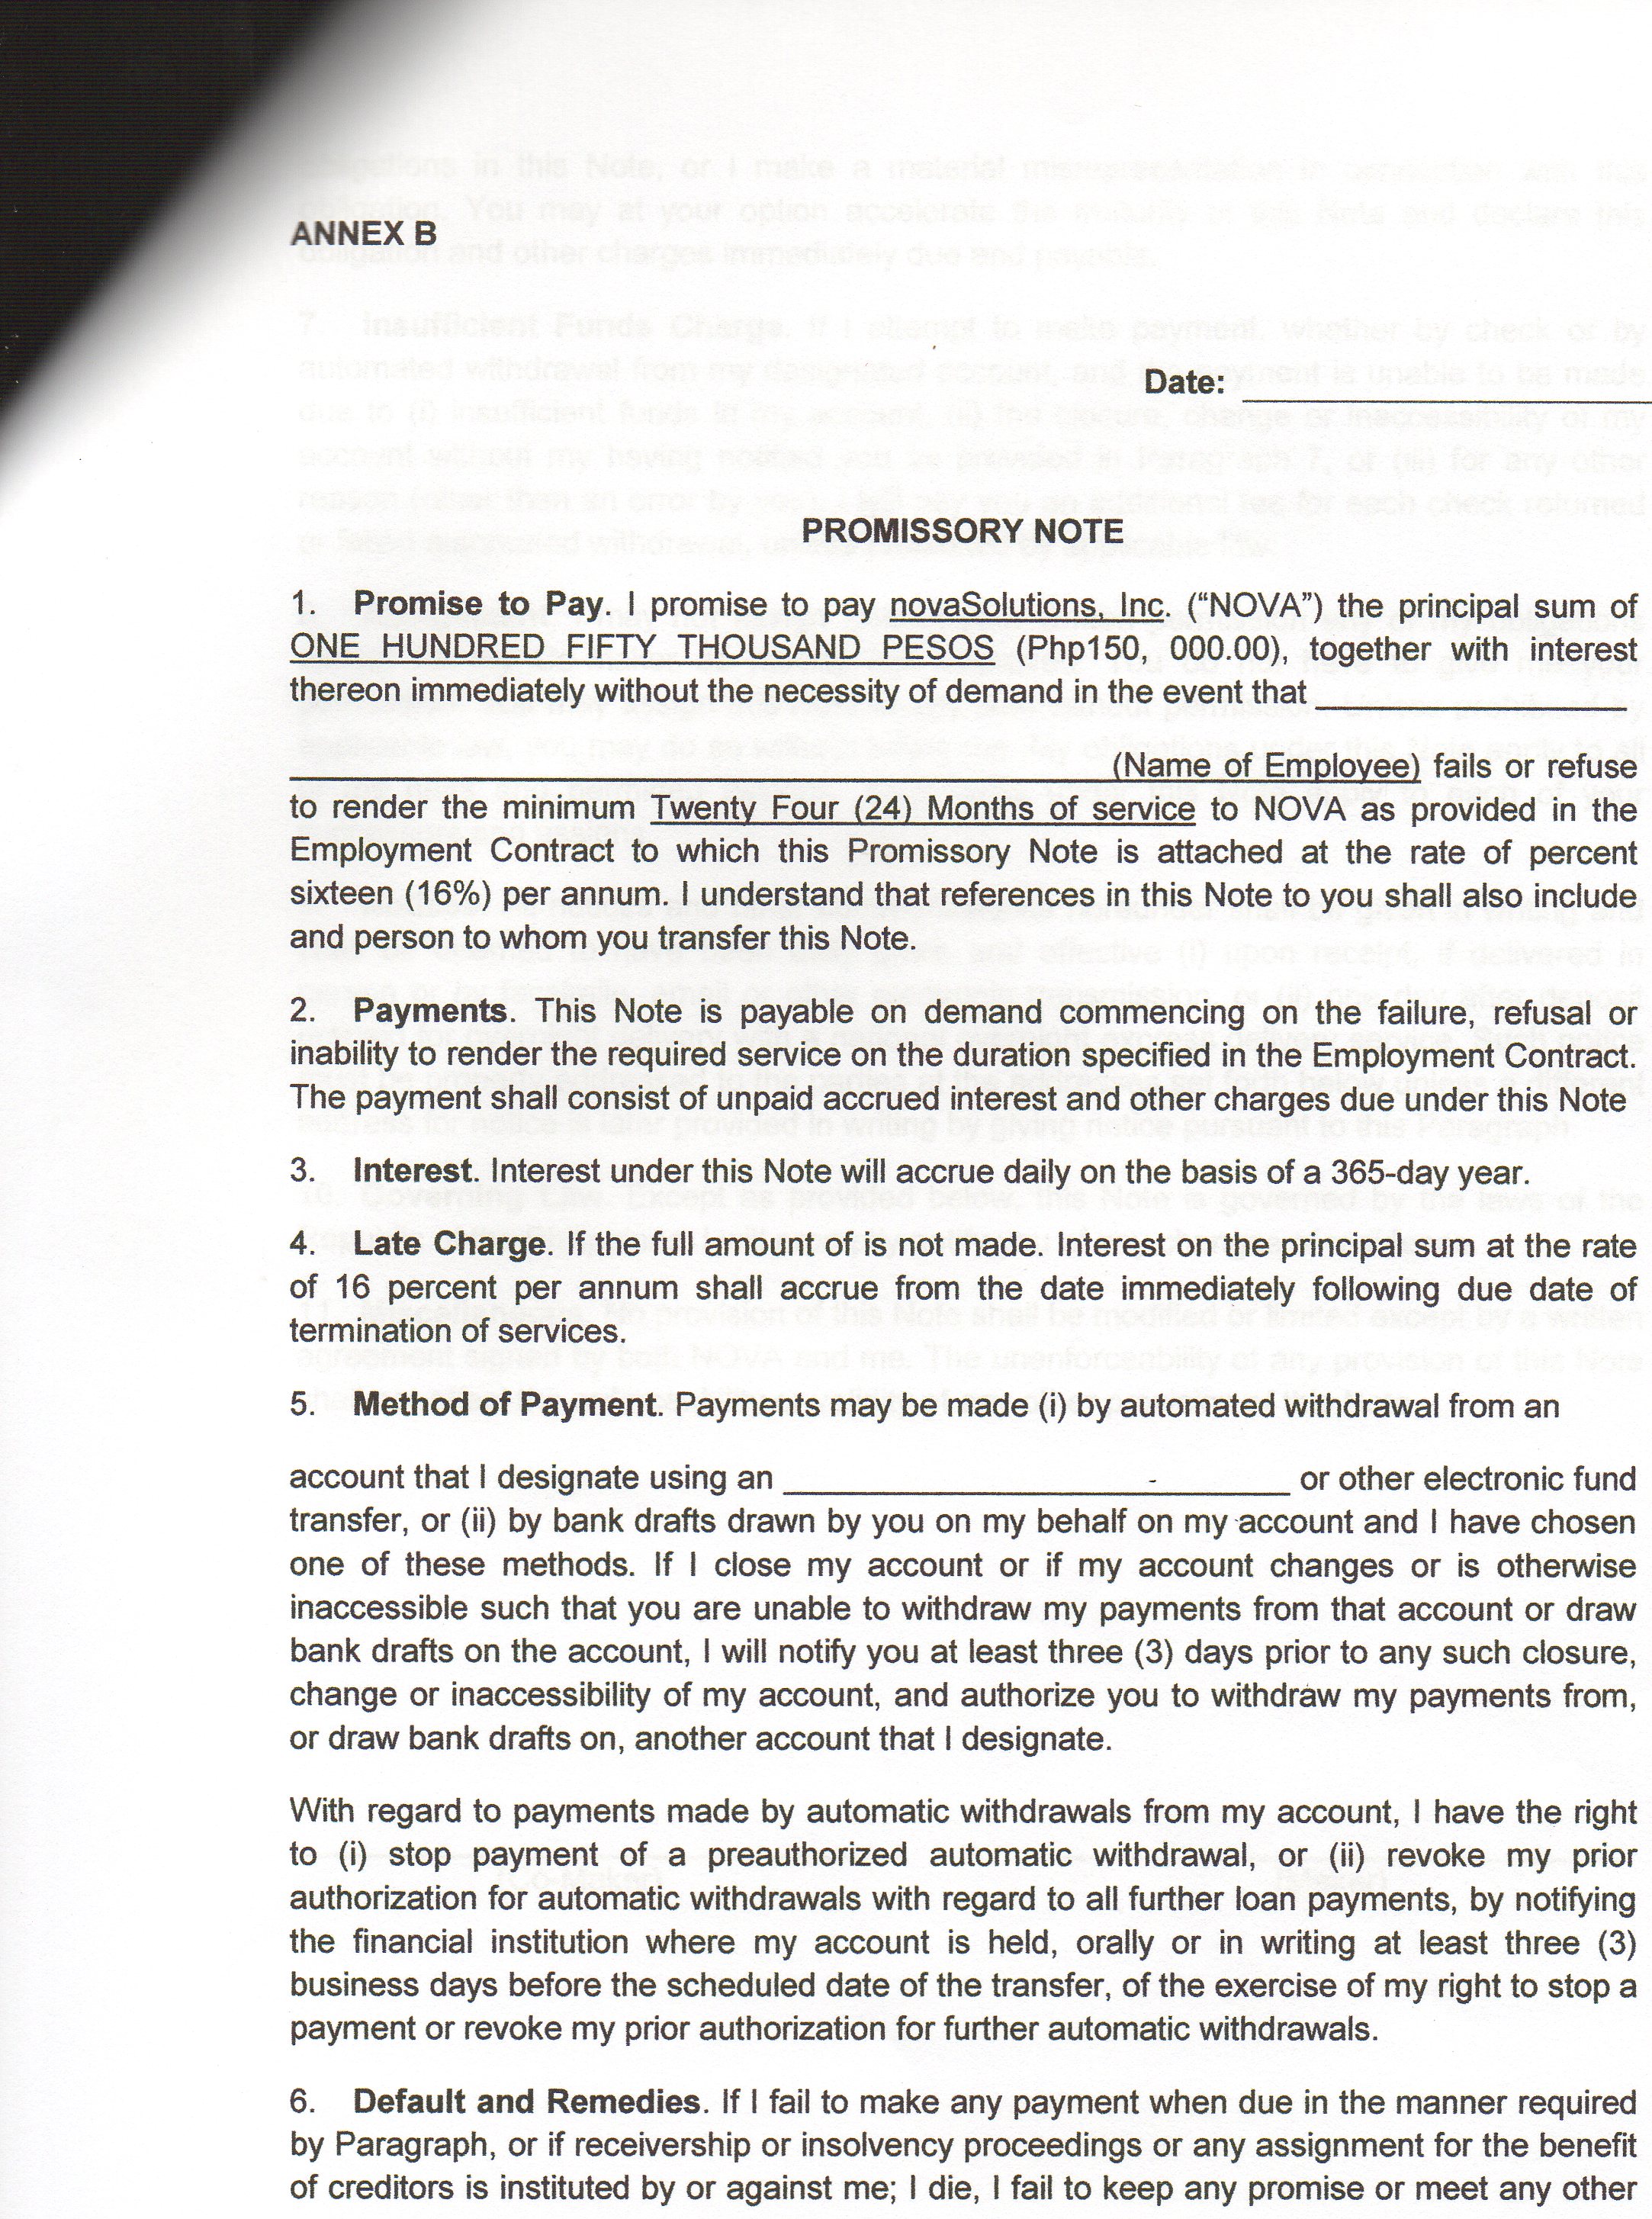 ANNEX B
Date:
PROMISSORY NOTE
1. Promise to Pay. I promise to pay novaSolutions, Inc. (“NOVA”) the principal sum of
ONE HUNDRED FIFTY THOUSAND PESOS (Php150, 000.00), together with interest
thereon immediately without the necessity of demand in the event that
(Name of Employee) fails or refuse
to render the minimum Twenty Four (24) Months of service to NOVA as provided in the
Employment Contract to which this Promissory Note is attached at the rate of percent
sixteen (16%) per annum. I understand that references in this Note to you shall also include
and person to whom you transfer this Note.
2. Payments. This Note is payable on demand commencing on the failure, refusal or
inability to render the required service on the duration specified in the Employment Contract.
The payment shall consist of unpaid accrued interest and other charges due under this Note
3. Interest. Interest under this Note will accrue daily on the basis of a 365-day year.
4. Late Charge. If the full amount of is not made. Interest on the principal sum at the rate
of 16 percent per annum shall accrue from the date immediately following due date of
termination of services.
5. Method of Payment. Payments may be made (i) by automated withdrawal from an
account that I designate using an or other electronic fund
transfer, or (ii) by bank drafts drawn by you on my behalf on my account and I have chosen
one of these methods. If I close my account or if my account changes or is otherwise
inaccessible such that you are unable to withdraw my payments from that account or draw
bank drafts on the account, I will notify you at least three (3) days prior to any such closure,
change or inaccessibility of my account, and authorize you to withdraw my payments from,
or draw bank drafts on, another account that I designate.
With regard to payments made by automatic withdrawals from my account, I have the right
to (i) stop payment of a preauthorized automatic withdrawal, or (ii) revoke my prior
authorization for automatic withdrawals with regard to all further loan payments, by notifying
the financial institution where my account is held, orally or in writing at least three (3)
business days before the scheduled date of the transfer, of the exercise of my right to stop a
payment or revoke my prior authorization for further automatic withdrawals.
6. Default and Remedies. If I fail to make any payment when due in the manner required
by Paragraph, or if receivership or insolvency proceedings or any assignment for the benefit
of creditors is instituted by or against me; I die, I fail to keep any promise or meet any other